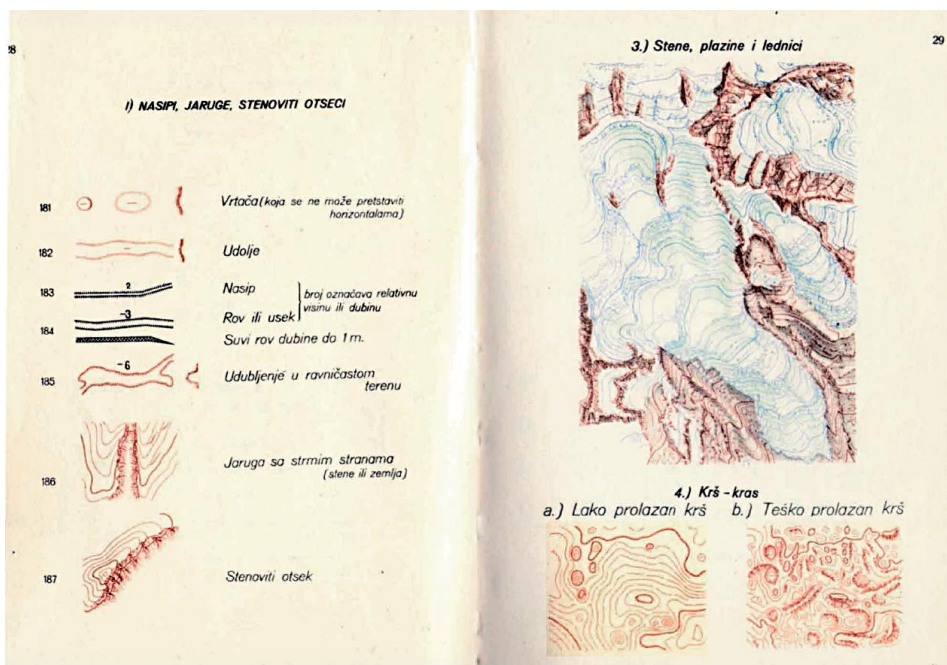 28
I) NASIPI, JARUGE, STENOVITI OTSECI
181
Vrtača (koja se ne može pretstaviti
horizontalama)
182
Udolje
183
2
Nasip
broj označava relativnu
visinu ili dubinu
184
-3
Rov ili usek
Suvi rov dubine do 1 m.
185
-6
Udubljenje u ravničastom
terenu
186
Jaruga sa strmim stranama
(stene ili zemlja)
187
Stenoviti otsek
29
3.) Stene, plazine i lednici
4.) Krš - kras
a.) Lako prolazan krš
b.) Teško prolazan krš